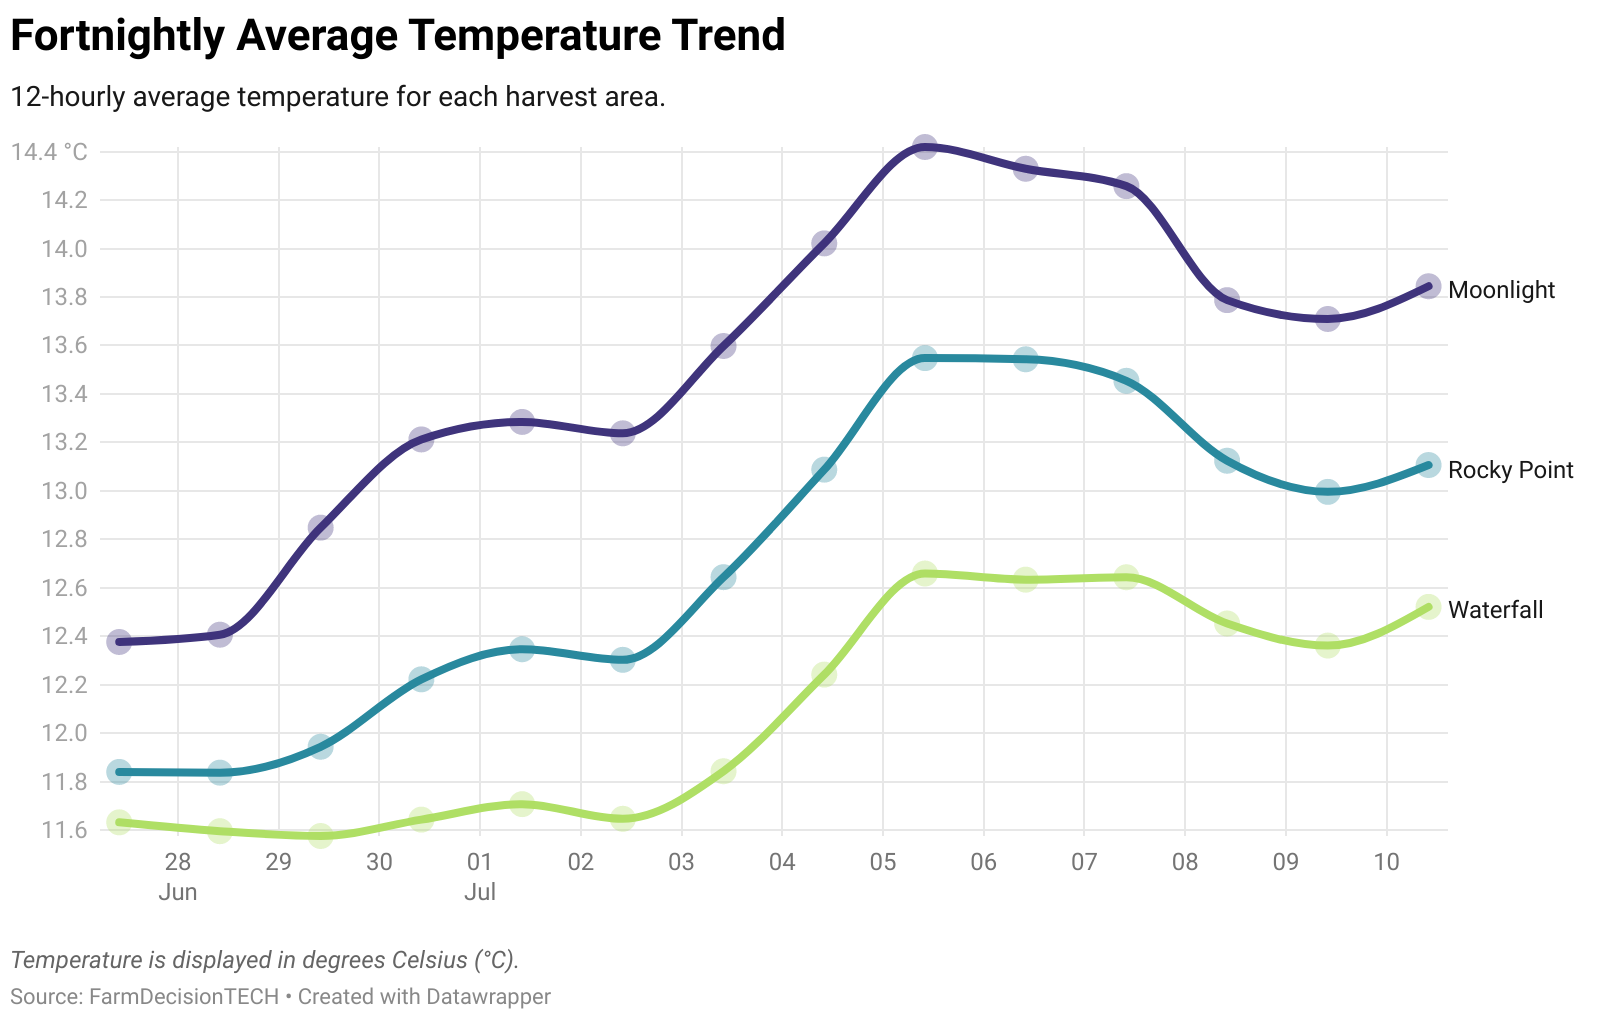 Fortnightly Average Temperature Trend
12-hourly average temperature for each harvest area.
14.4 °C
14.2
14.0
13.8
13.6
13.4
13.2
13.0
12.8
12.6
12.4
12.2
12.0
11.8
11.6
Moonlight
Rocky Point
Waterfall
28 29 30 01 02 03 04 05 06 07 08 09 10
Jun Jul
Temperature is displayed in degrees Celsius (°C).
Source: FarmDecisionTECH • Created with Datawrapper